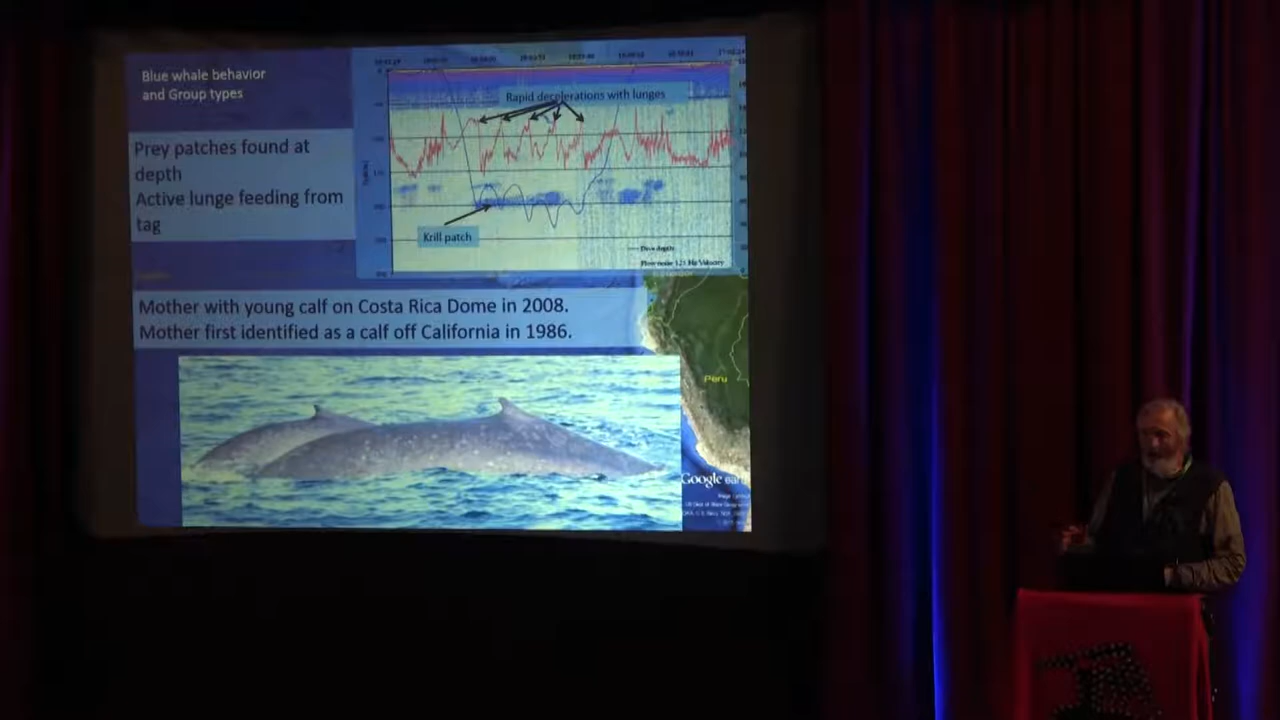 Blue whale behavior
and Group types
Prey patches found at
depth
Active lunge feeding from
tag
Rapid decelerations with lunges
Krill patch
Dive depth
Mother with young calf on Costa Rica Dome in 2008.
Mother first identified as a calf off California in 1986.
Peru
Google